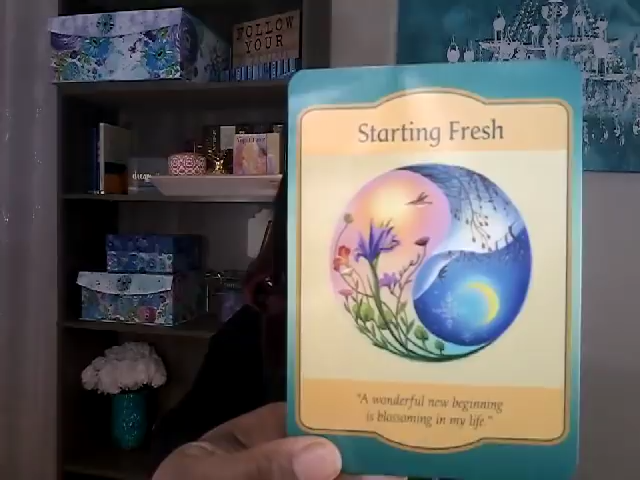 FOLLOW
YOUR
Starting Fresh
"A wonderful new beginning
is blossoming in my life."